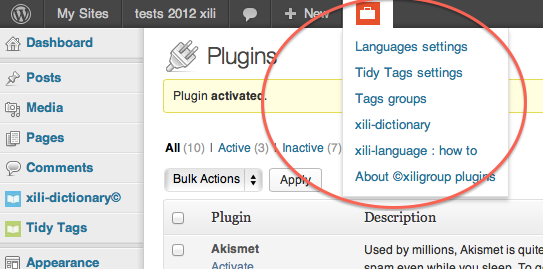 My Sites
tests 2012 xili
0
+ New
Dashboard
Posts
Media
Pages
Comments
xili-dictionary©
Tidy Tags
Appearance
Plugins
Plugin activated.
All (10) | Active (3) | Inactive (7)
Bulk Actions
Apply
Plugin
Description
Akismet
Activate
Used by millions, Akismet is quite
spam even while you sleep. To ge
Languages settings
Tidy Tags settings
Tags groups
xili-dictionary
xili-language : how to
About ©xiligroup plugins